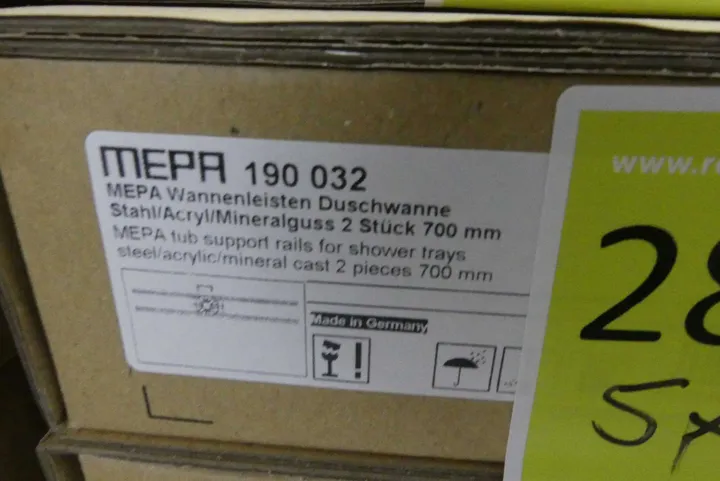 MEPA 190 032
MEPA Wannenleisten Duschwanne
Stahl/Acryl/Mineralguss 2 Stück 700 mm
MEPA tub support rails for shower trays
steel/acrylic/mineral cast 2 pieces 700 mm
Made in Germany
www.r
28
5x